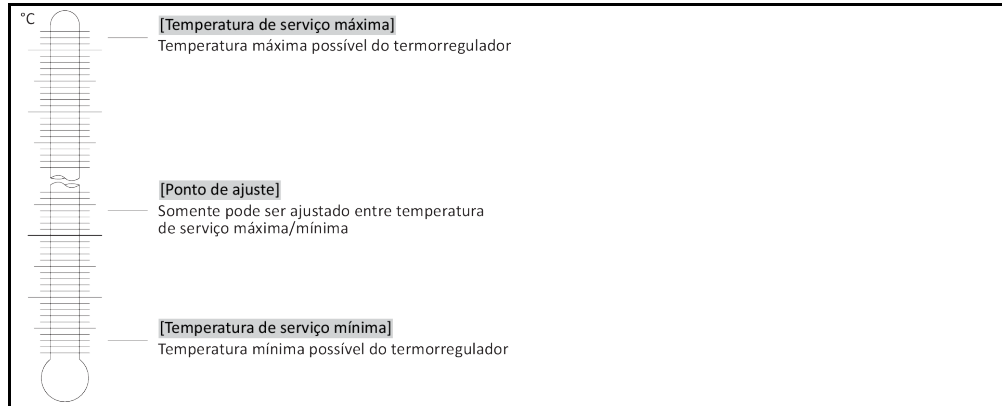 °C
[Temperatura de serviço máxima]
Temperatura máxima possível do termorregulador
[Ponto de ajuste]
Somente pode ser ajustado entre temperatura
de serviço máxima/mínima
[Temperatura de serviço mínima]
Temperatura mínima possível do termorregulador